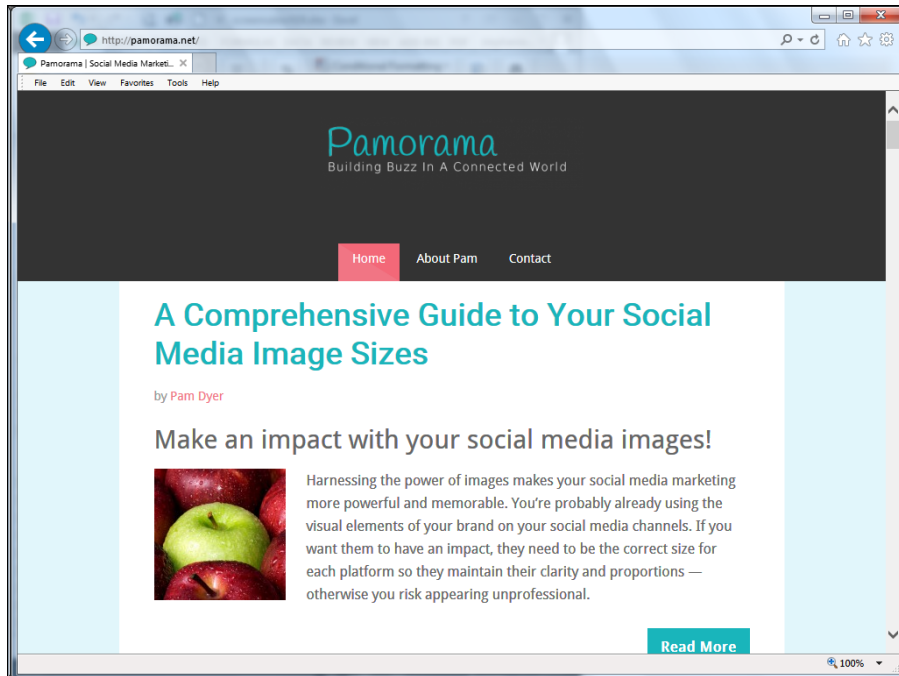 http://pamorama.net/
Pamorama | Social Media Marketi...
File Edit View Favorites Tools Help
Pamorama
Building Buzz In A Connected World
Home About Pam Contact
A Comprehensive Guide to Your Social
Media Image Sizes
by Pam Dyer
Make an impact with your social media images!
Harnessing the power of images makes your social media marketing
more powerful and memorable. You're probably already using the
visual elements of your brand on your social media channels. If you
want them to have an impact, they need to be the correct size for
each platform so they maintain their clarity and proportions —
otherwise you risk appearing unprofessional.
Read More
100%